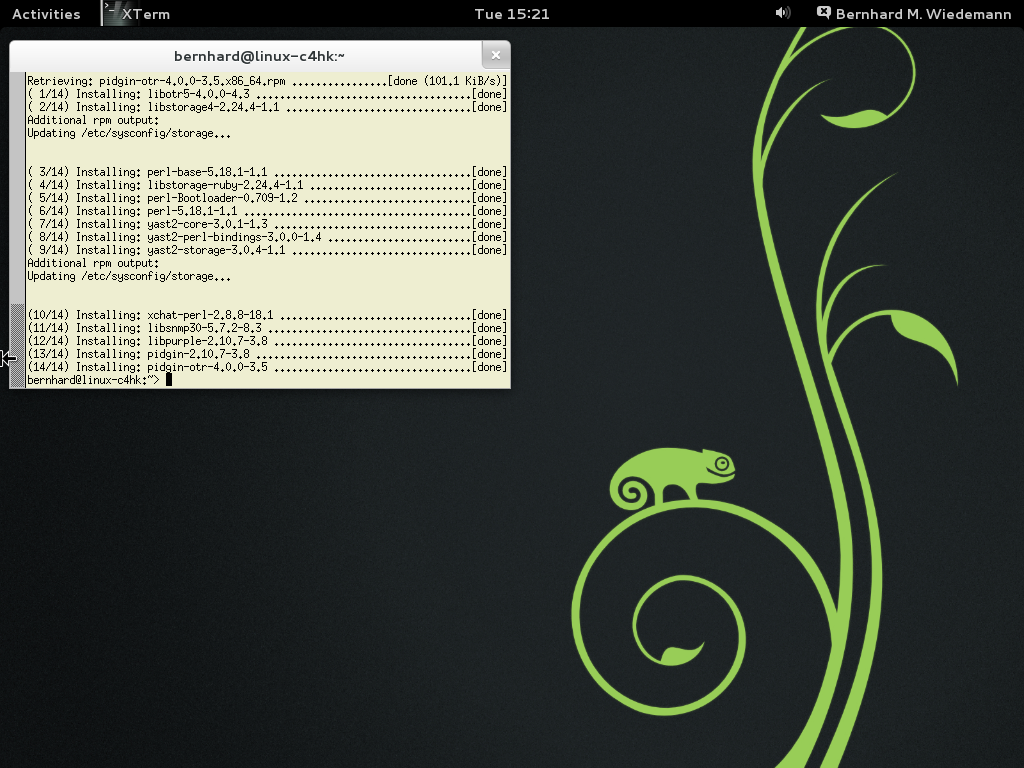 Activities XTerm Tue 15:21 Bernhard M. Wiedemann
bernhard@linux-c4hk:~
Retrieving: pidgin-otr-4.0.0-3.5.x86_64.rpm ................[done (101.1 KiB/s)]
( 1/14) Installing: libotr5-4.0.0-4.3 ....................................[done]
( 2/14) Installing: libstorage4-2.24.4-1.1 ...............................[done]
Additional rpm output:
Updating /etc/sysconfig/storage...
( 3/14) Installing: perl-base-5.18.1-1.1 .................................[done]
( 4/14) Installing: libstorage-ruby-2.24.4-1.1 ...........................[done]
( 5/14) Installing: perl-Bootloader-0.709-1.2 ............................[done]
( 6/14) Installing: perl-5.18.1-1.1 ......................................[done]
( 7/14) Installing: yast2-core-3.0.1-1.3 .................................[done]
( 8/14) Installing: yast2-perl-bindings-3.0.0-1.4 ........................[done]
( 9/14) Installing: yast2-storage-3.0.4-1.1 ..............................[done]
Additional rpm output:
Updating /etc/sysconfig/storage...
(10/14) Installing: xchat-perl-2.8.8-18.1 ................................[done]
(11/14) Installing: libsnmp30-5.7.2-8.3 ..................................[done]
(12/14) Installing: libpurple-2.10.7-3.8 .................................[done]
(13/14) Installing: pidgin-2.10.7-3.8 ....................................[done]
(14/14) Installing: pidgin-otr-4.0.0-3.5 .................................[done]
bernhard@linux-c4hk:~>